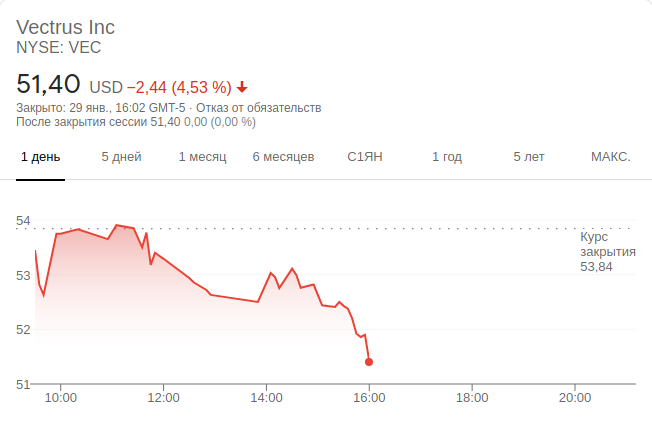 Vectrus Inc
NYSE: VEC
51,40 USD −2,44 (4,53 %)
Закрыто: 29 янв., 16:02 GMT-5 · Отказ от обязательств
После закрытия сессии 51,40 0,00 (0,00 %)
1 день 5 дней 1 месяц 6 месяцев С1ЯН 1 год 5 лет МАКС.
54
Курс
закрытия
53,84
53
52
51
10:00 12:00 14:00 16:00 18:00 20:00